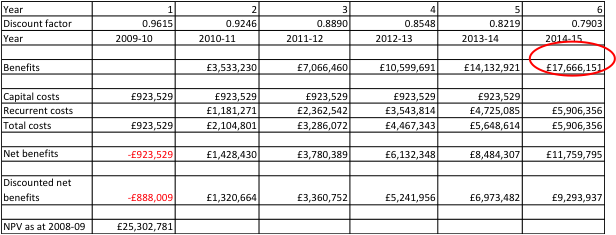 Year 1 2 3 4 5 6
Discount factor 0.9615 0.9246 0.8890 0.8548 0.8219 0.7903
Year 2009-10 2010-11 2011-12 2012-13 2013-14 2014-15
Benefits £3,533,230 £7,066,460 £10,599,691 £14,132,921 £17,666,151
Capital costs £923,529 £923,529 £923,529 £923,529 £923,529
Recurrent costs £1,181,271 £2,362,542 £3,543,814 £4,725,085 £5,906,356
Total costs £923,529 £2,104,801 £3,286,072 £4,467,343 £5,648,614 £5,906,356
Net benefits -£923,529 £1,428,430 £3,780,389 £6,132,348 £8,484,307 £11,759,795
Discounted net
benefits -£888,009 £1,320,664 £3,360,752 £5,241,956 £6,973,482 £9,293,937
NPV as at 2008-09 £25,302,781